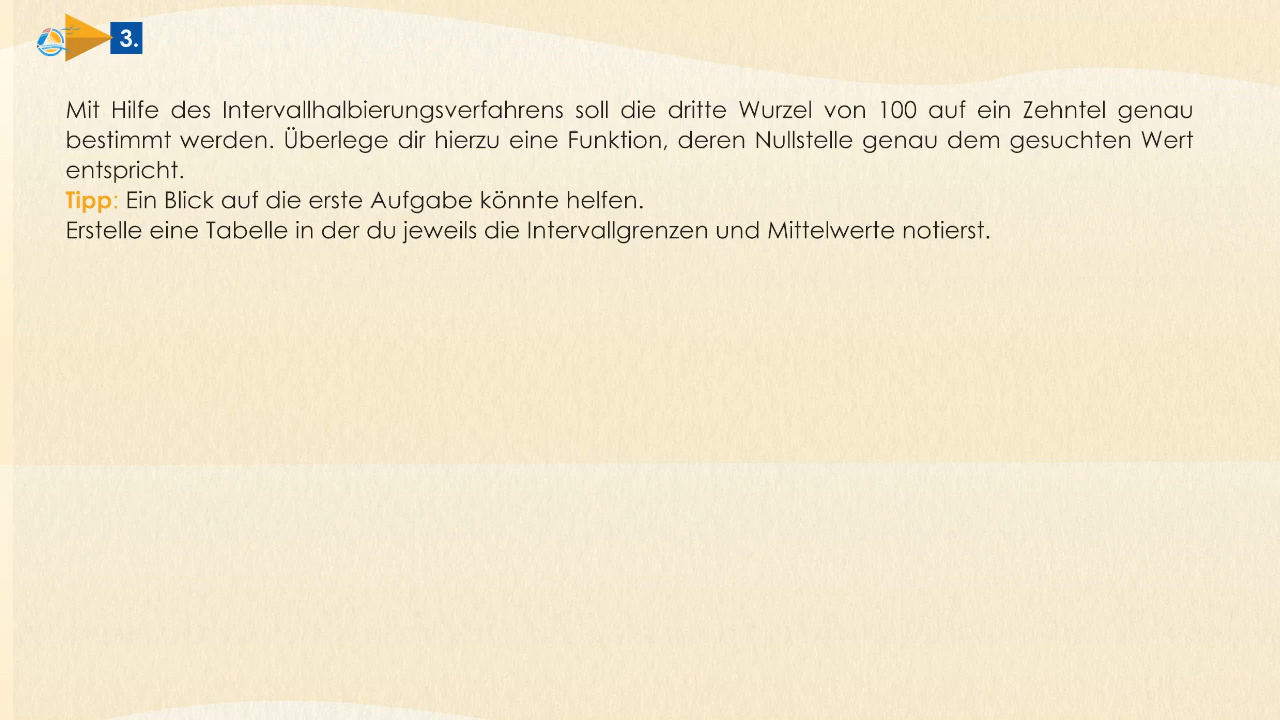 3.
Mit Hilfe des Intervallhalbierungsverfahrens soll die dritte Wurzel von 100 auf ein Zehntel genau
bestimmt werden. Überlege dir hierzu eine Funktion, deren Nullstelle genau dem gesuchten Wert
entspricht.
Tipp: Ein Blick auf die erste Aufgabe könnte helfen.
Erstelle eine Tabelle in der du jeweils die Intervallgrenzen und Mittelwerte notierst.